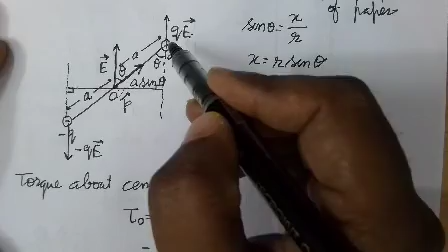 of paper
sinθ = x/r
x = r sinθ
qE⃗
E⃗
θ
a
θ
a sinθ
a
O
p⃗
-q
-qE⃗
Torque about cen
τ₀ =